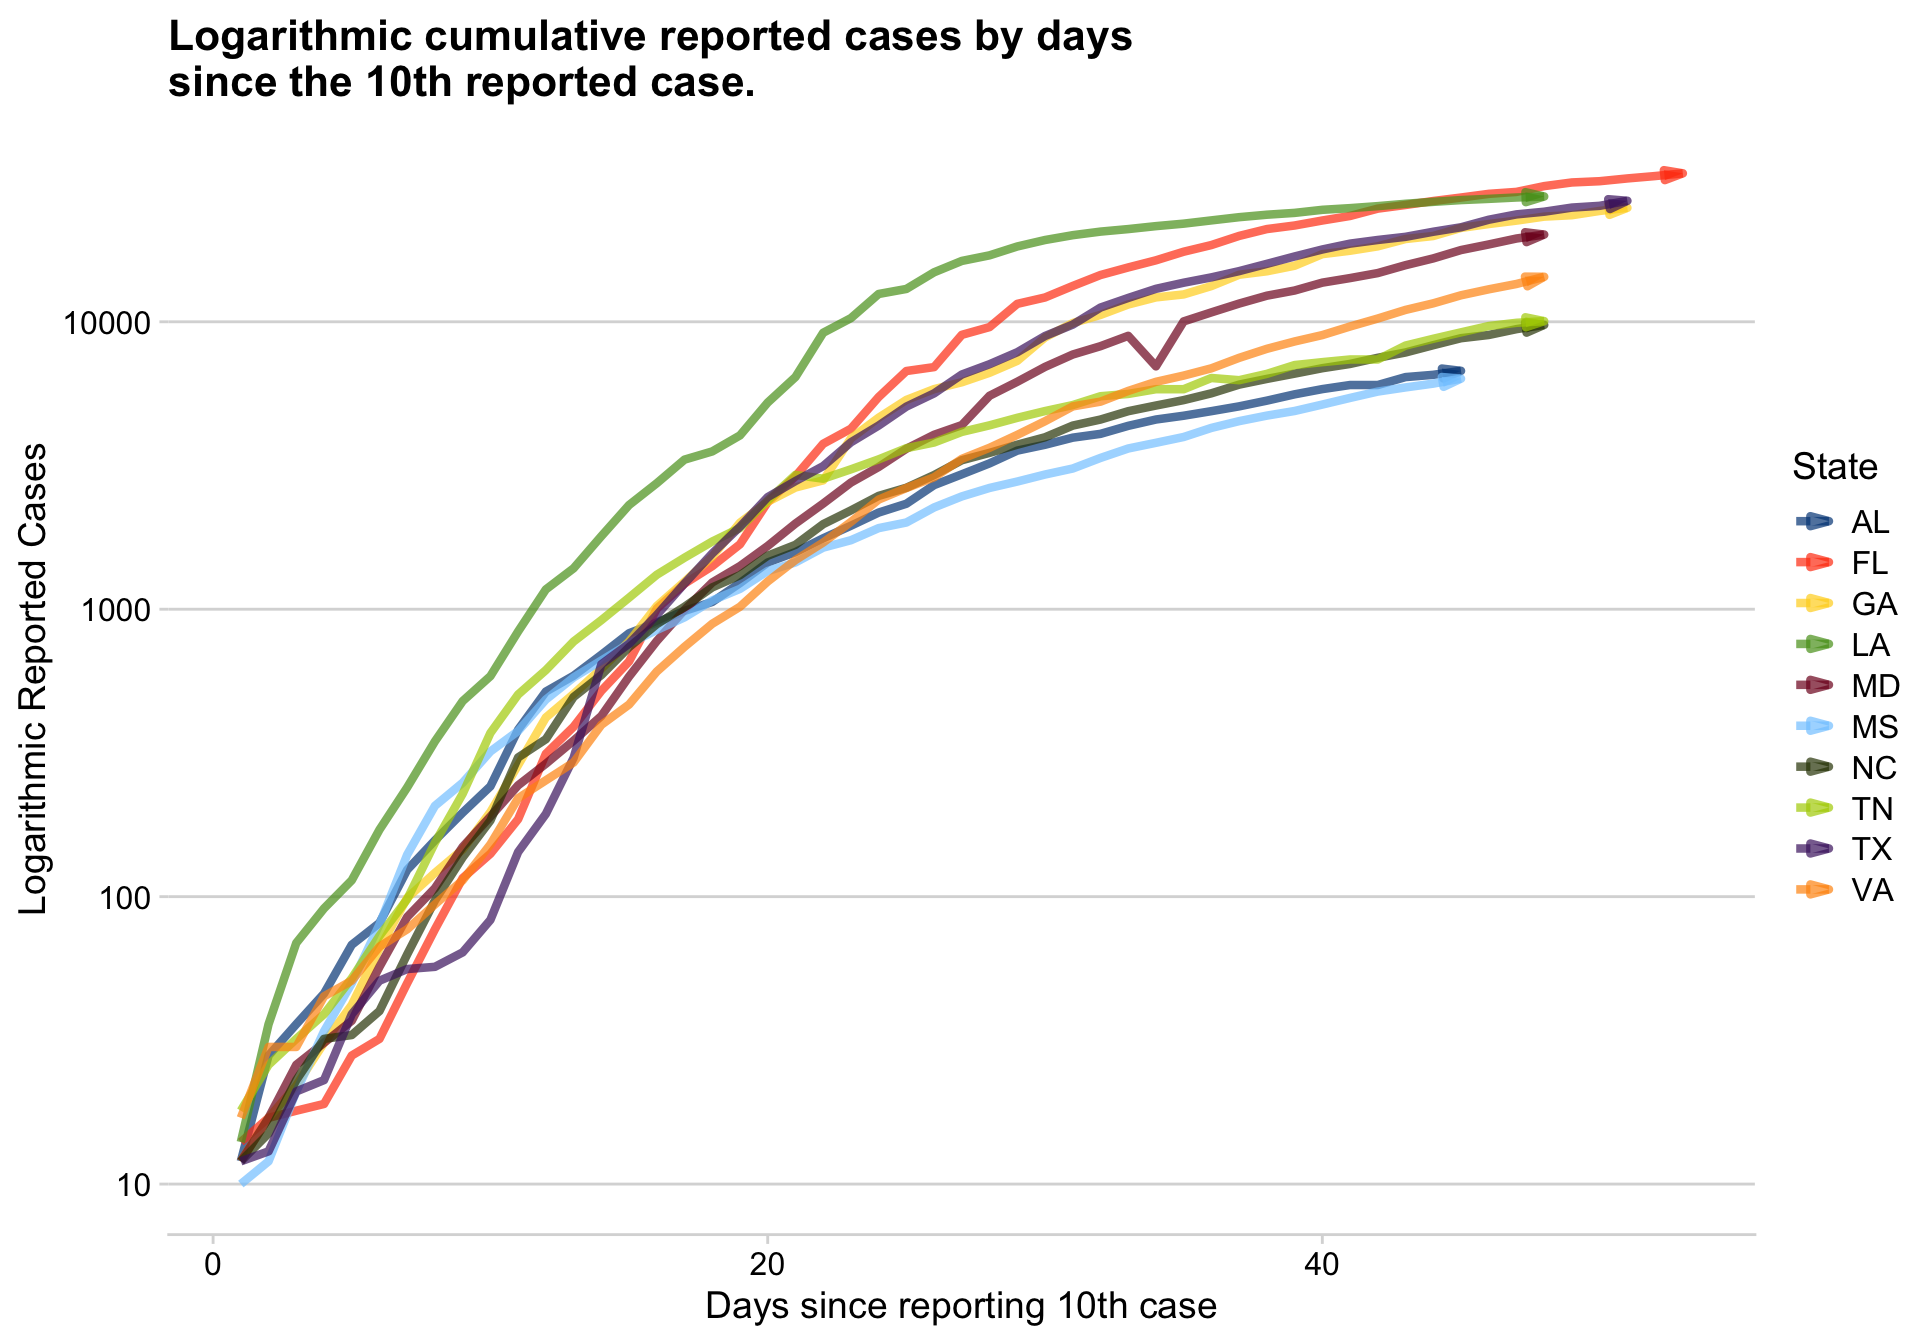 Logarithmic cumulative reported cases by days
since the 10th reported case.
Logarithmic Reported Cases
10000
1000
100
10
0
20
40
Days since reporting 10th case
State
AL
FL
GA
LA
MD
MS
NC
TN
TX
VA